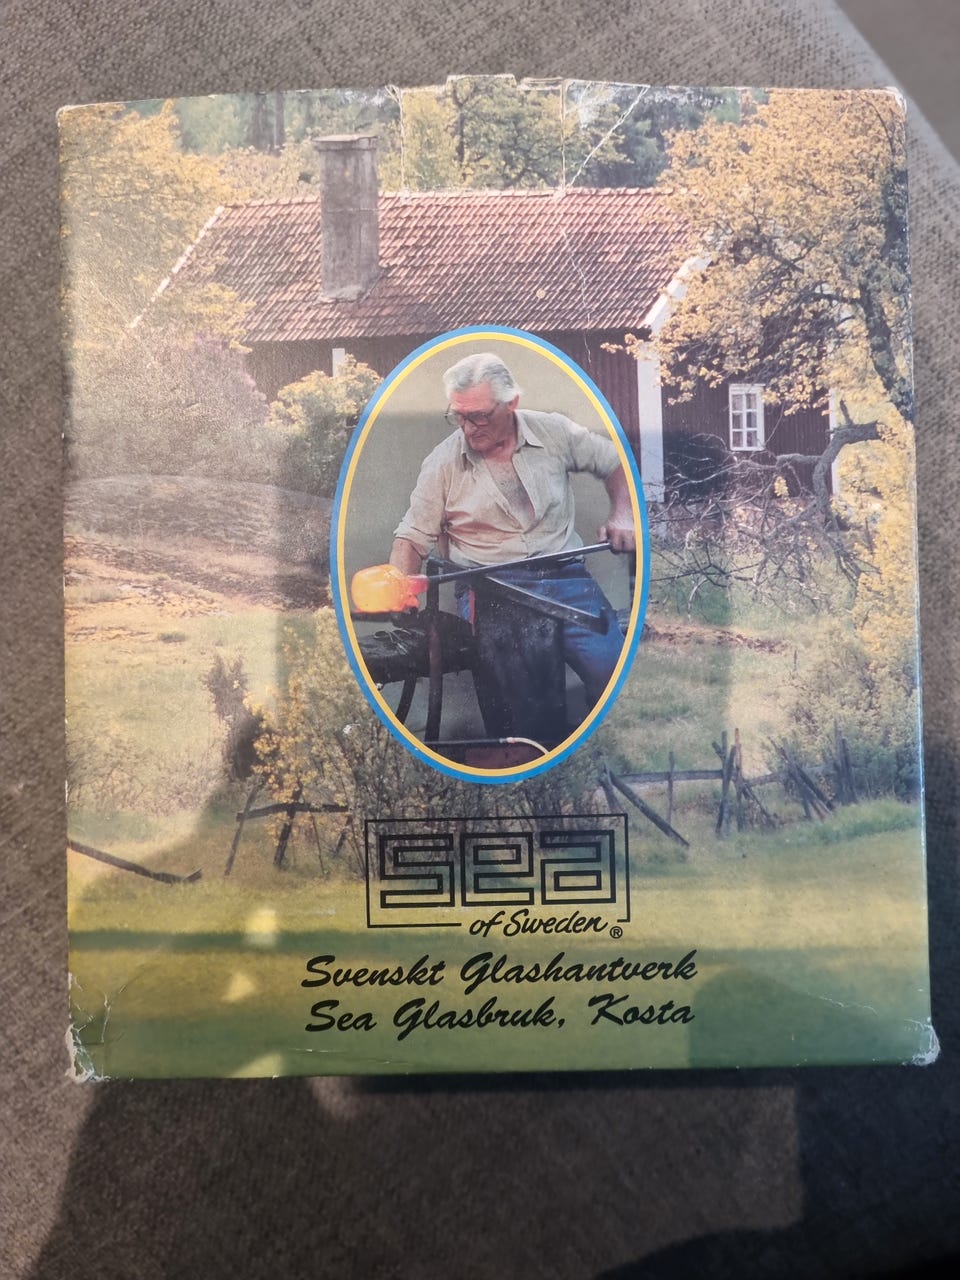 sea
of Sweden®
Svenskt Glashantverk
Sea Glasbruk, Kosta